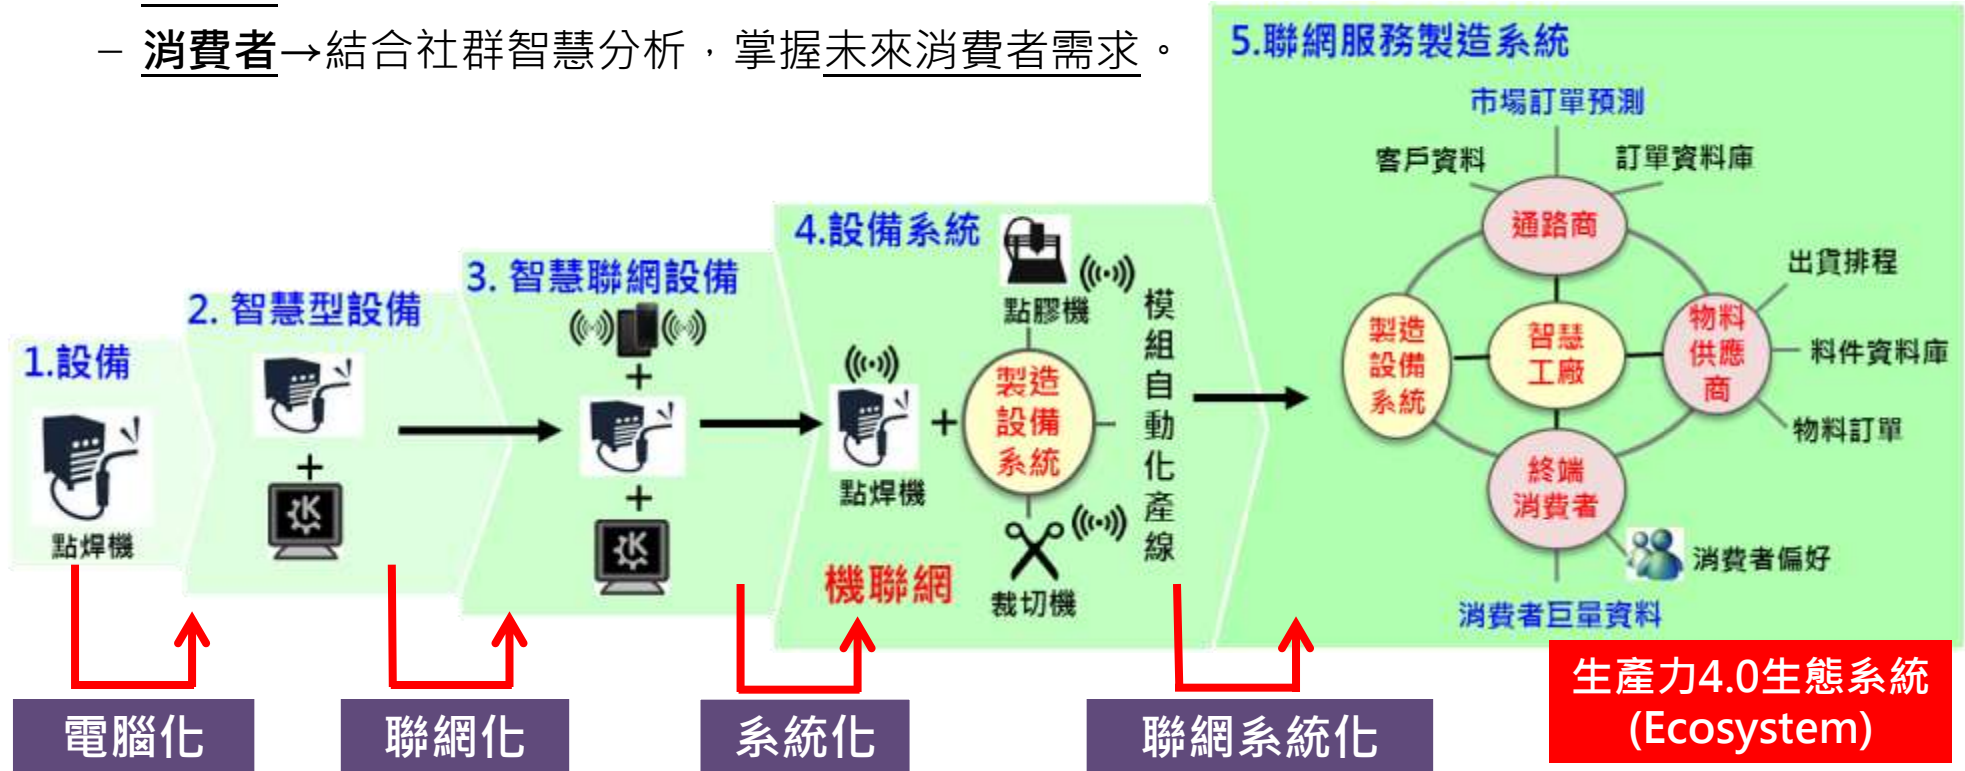 – 消費者→結合社群智慧分析，掌握未來消費者需求。
1.設備
點焊機
2. 智慧型設備
+
3. 智慧聯網設備
+
+
4.設備系統
點膠機
點焊機
+
製造
設備
系統
裁切機
機聯網
模組自動化產線
5.聯網服務製造系統
市場訂單預測
客戶資料
訂單資料庫
通路商
製造
設備
系統
智慧
工廠
物料
供應
商
出貨排程
料件資料庫
物料訂單
終端
消費者
消費者偏好
消費者巨量資料
電腦化
聯網化
系統化
聯網系統化
生產力4.0生態系統
(Ecosystem)